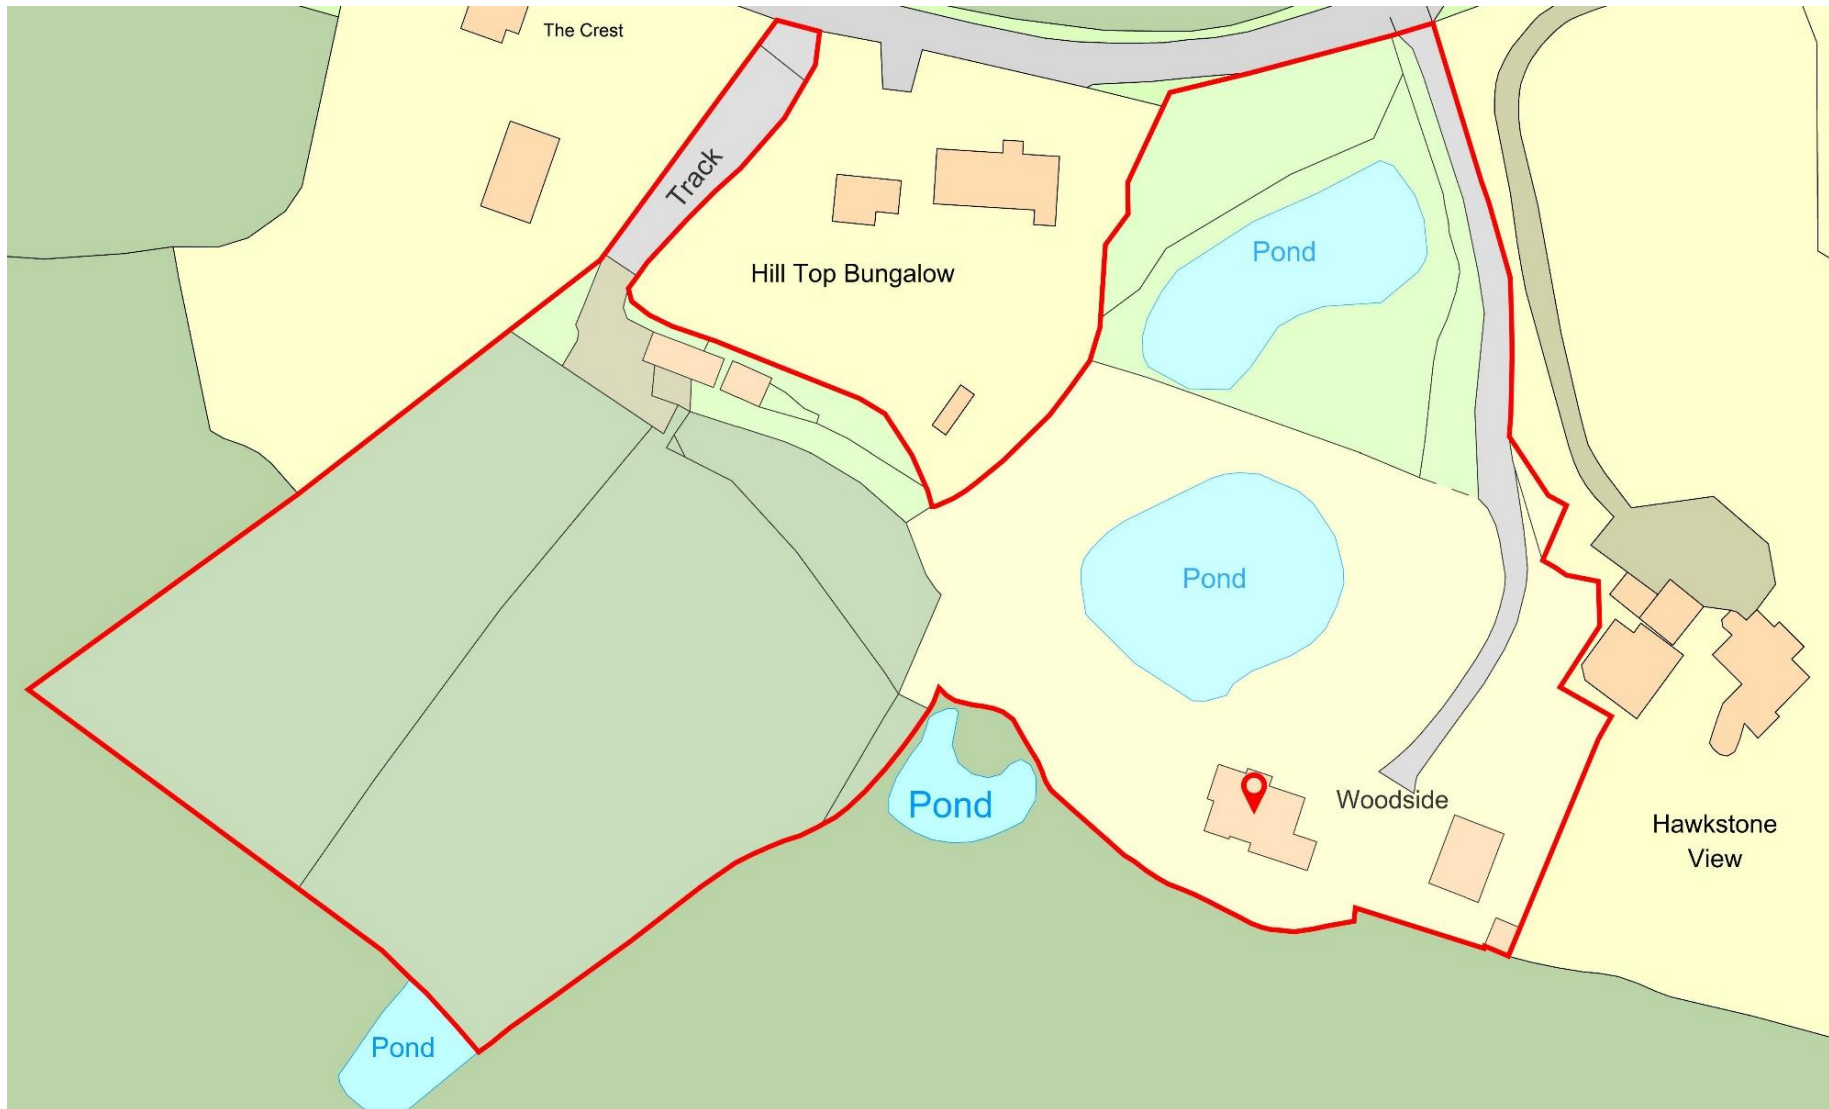 The Crest
Track
Hill Top Bungalow
Pond
Pond
Pond
Woodside
Hawkstone
View
Pond